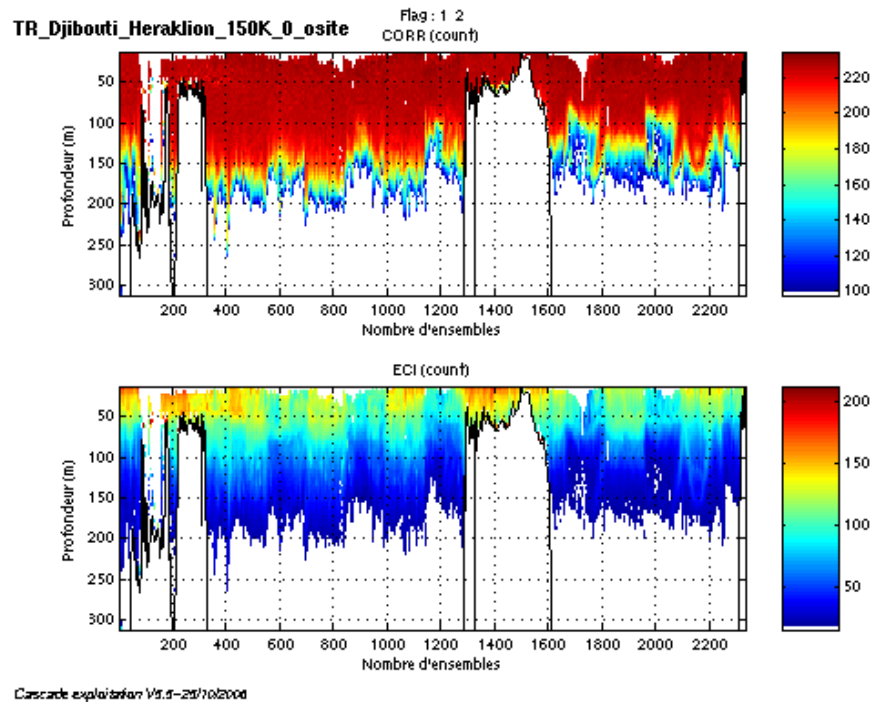 TR_Djibouti_Heraklion_150K_0_osite
Flag : 1 2
CORR (count)
Profondeur (m)
50
100
150
200
250
300
200 400 600 800 1000 1200 1400 1600 1800 2000 2200
Nombre d'ensembles
220
200
180
160
140
120
100
ECI (count)
Profondeur (m)
50
100
150
200
250
300
200 400 600 800 1000 1200 1400 1600 1800 2000 2200
Nombre d'ensembles
200
150
100
50
Cascade exploitation V5.5-25/10/2006